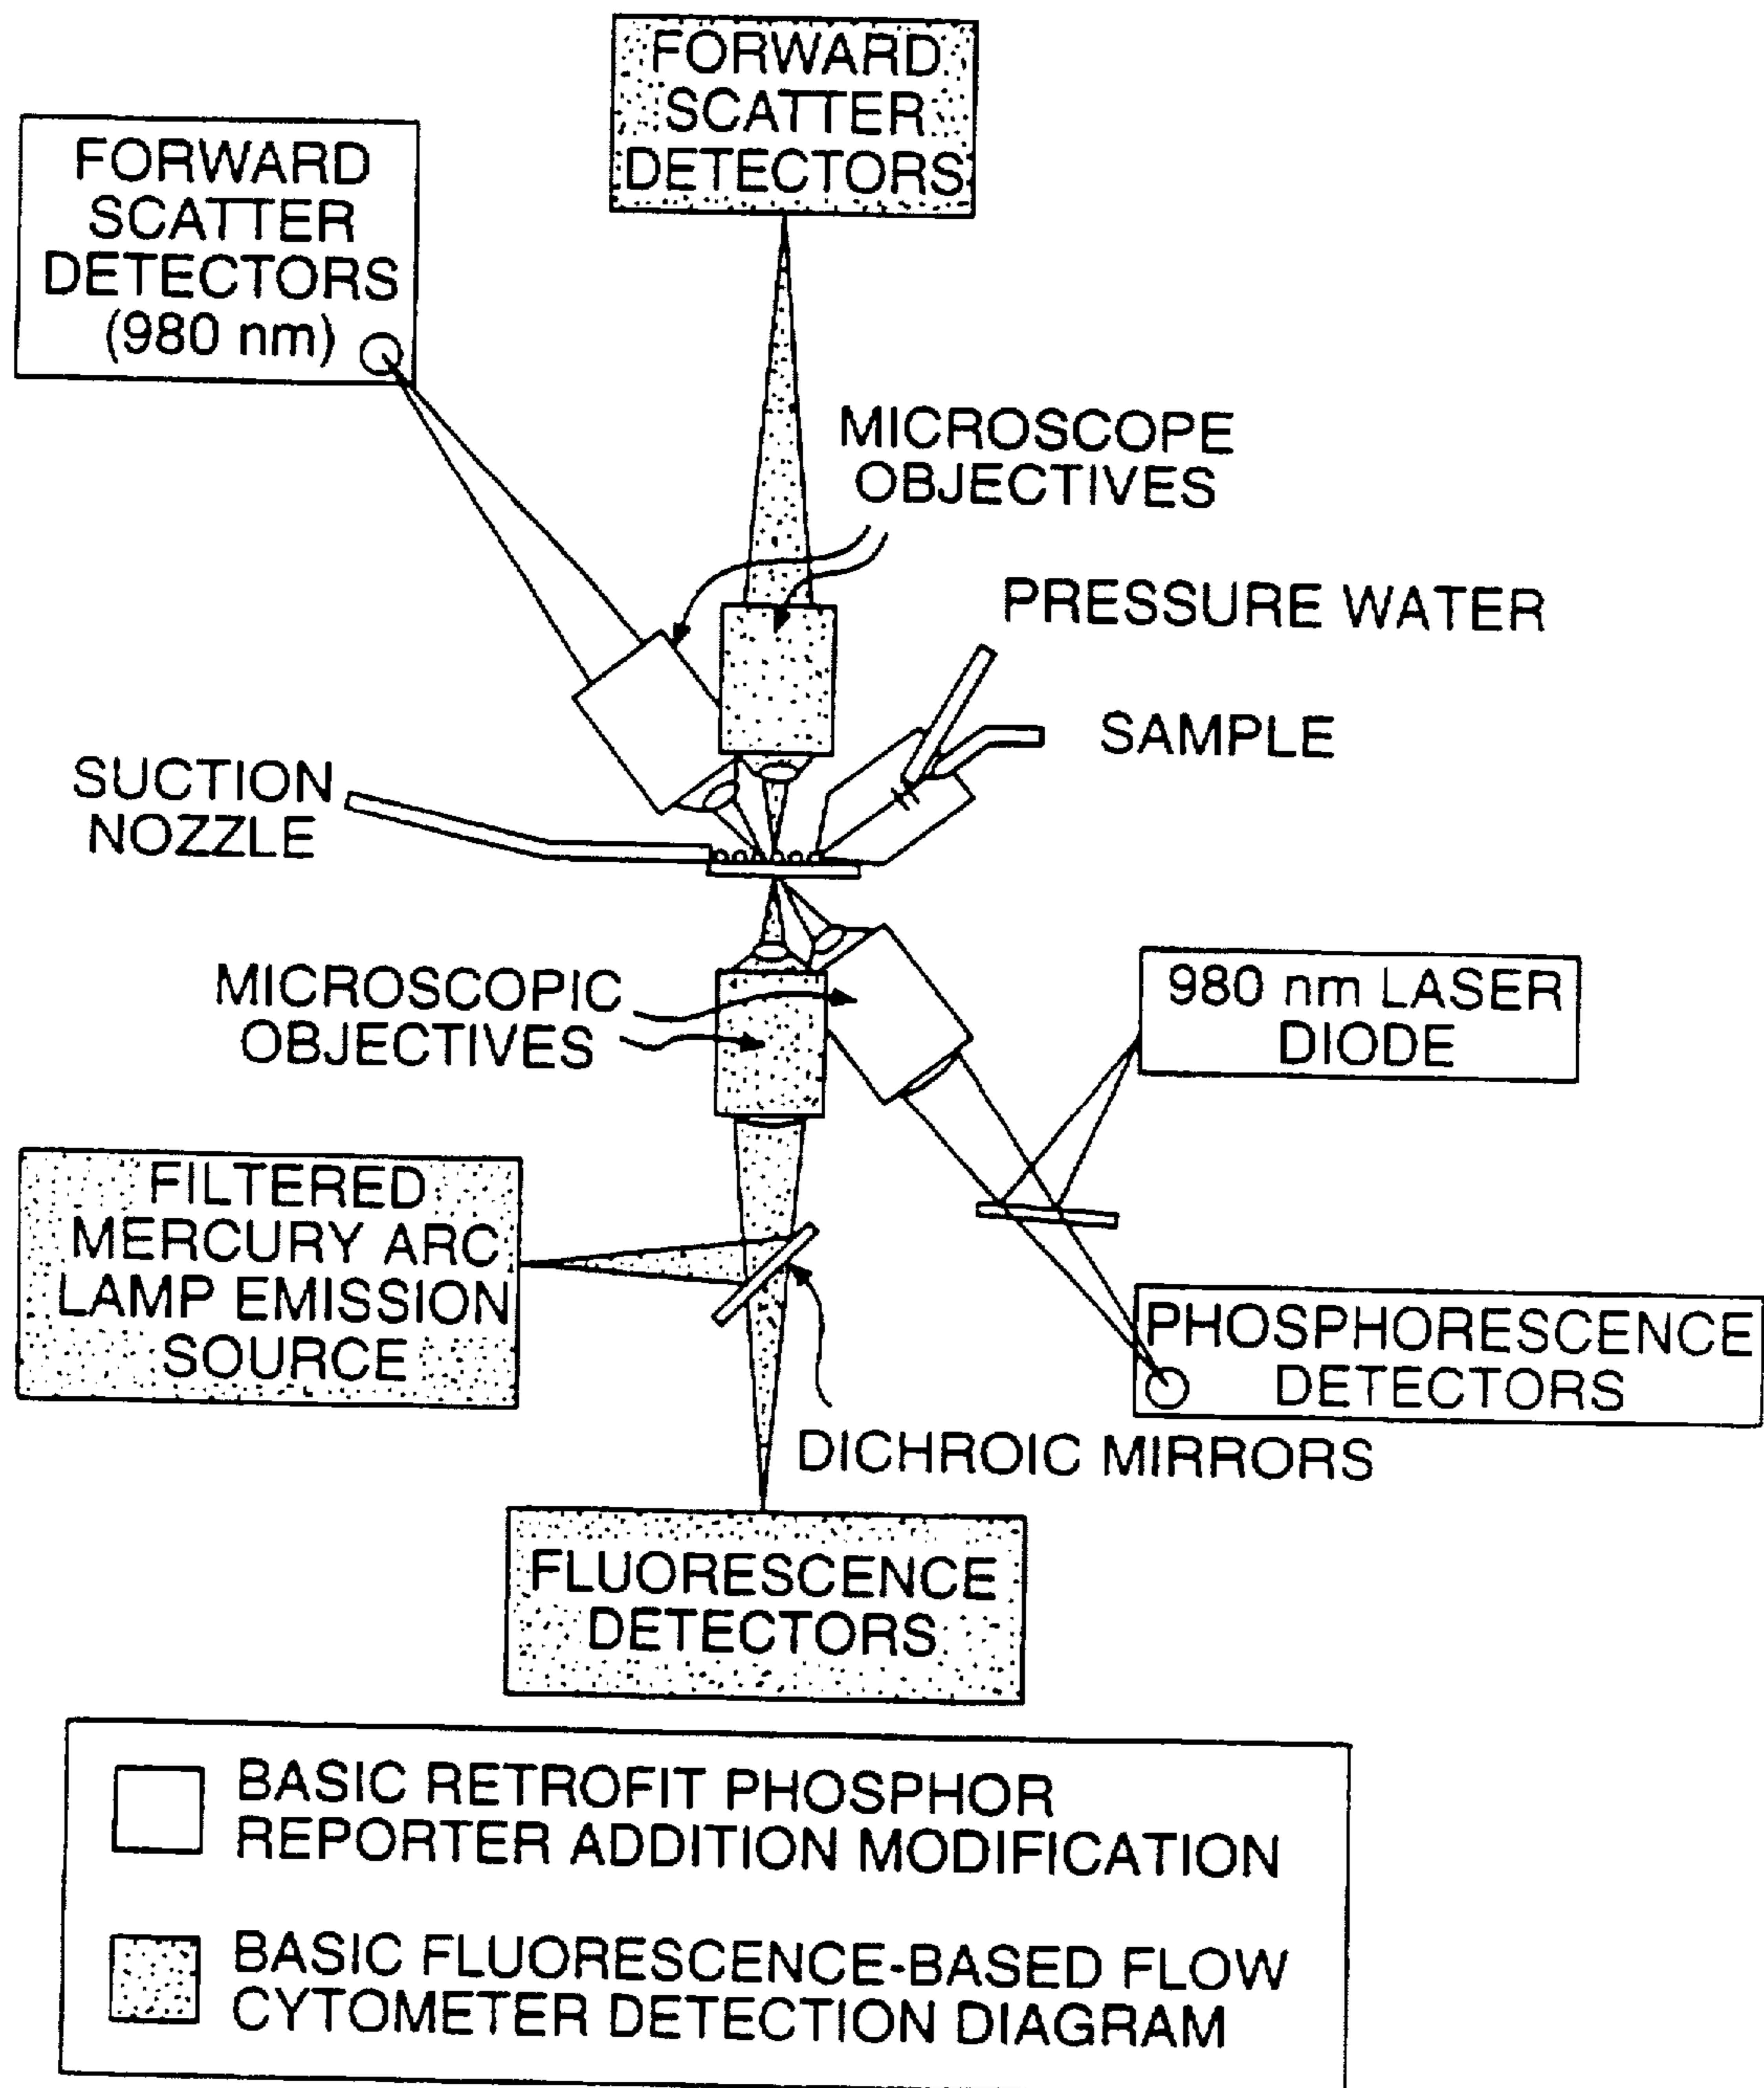 FORWARD
SCATTER
DETECTORS
FORWARD
SCATTER
DETECTORS
(980 nm)
MICROSCOPE
OBJECTIVES
PRESSURE WATER
SAMPLE
SUCTION
NOZZLE
MICROSCOPIC
OBJECTIVES
980 nm LASER
DIODE
FILTERED
MERCURY ARC
LAMP EMISSION
SOURCE
PHOSPHORESCENCE
DETECTORS
DICHROIC MIRRORS
FLUORESCENCE
DETECTORS
BASIC RETROFIT PHOSPHOR
REPORTER ADDITION MODIFICATION
BASIC FLUORESCENCE-BASED FLOW
CYTOMETER DETECTION DIAGRAM